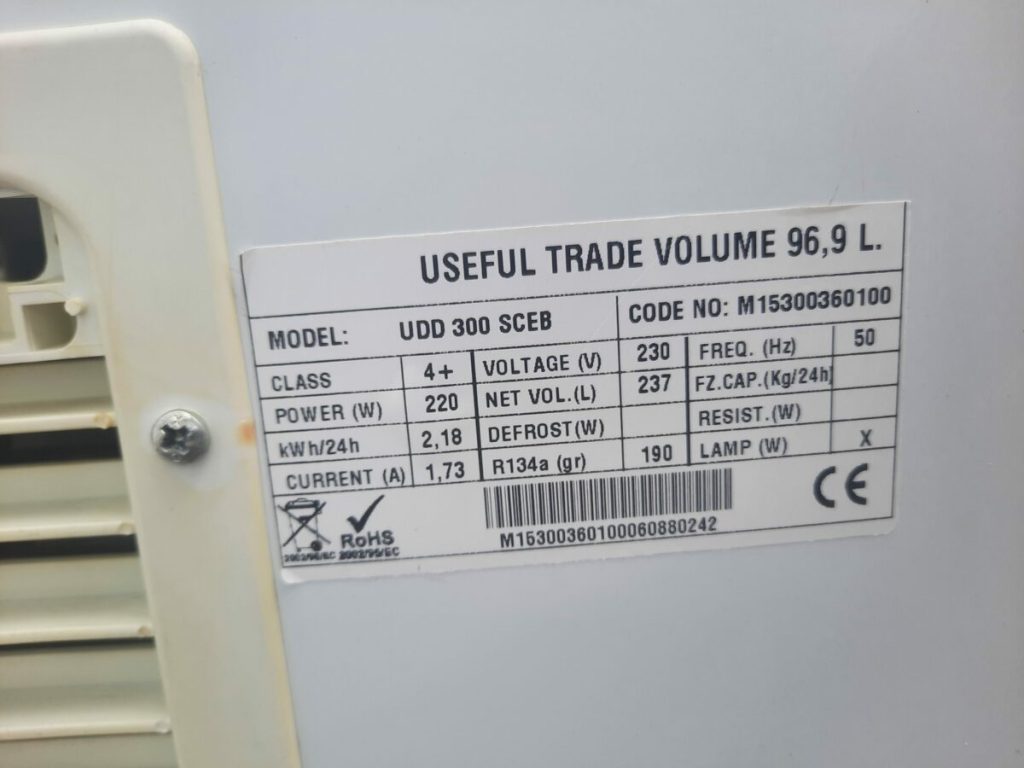 USEFUL TRADE VOLUME 96,9 L.
MODEL: UDD 300 SCEB CODE NO: M15300360100
CLASS 4+ VOLTAGE (V) 230 FREQ. (Hz) 50
POWER (W) 220 NET VOL.(L) 237 FZ.CAP.(Kg/24h)
kWh/24h 2,18 DEFROST(W) RESIST.(W)
CURRENT (A) 1,73 R134a (gr) 190 LAMP (W) X
CE
RoHS
2002/96/EC 2002/95/EC
M15300360100060880242